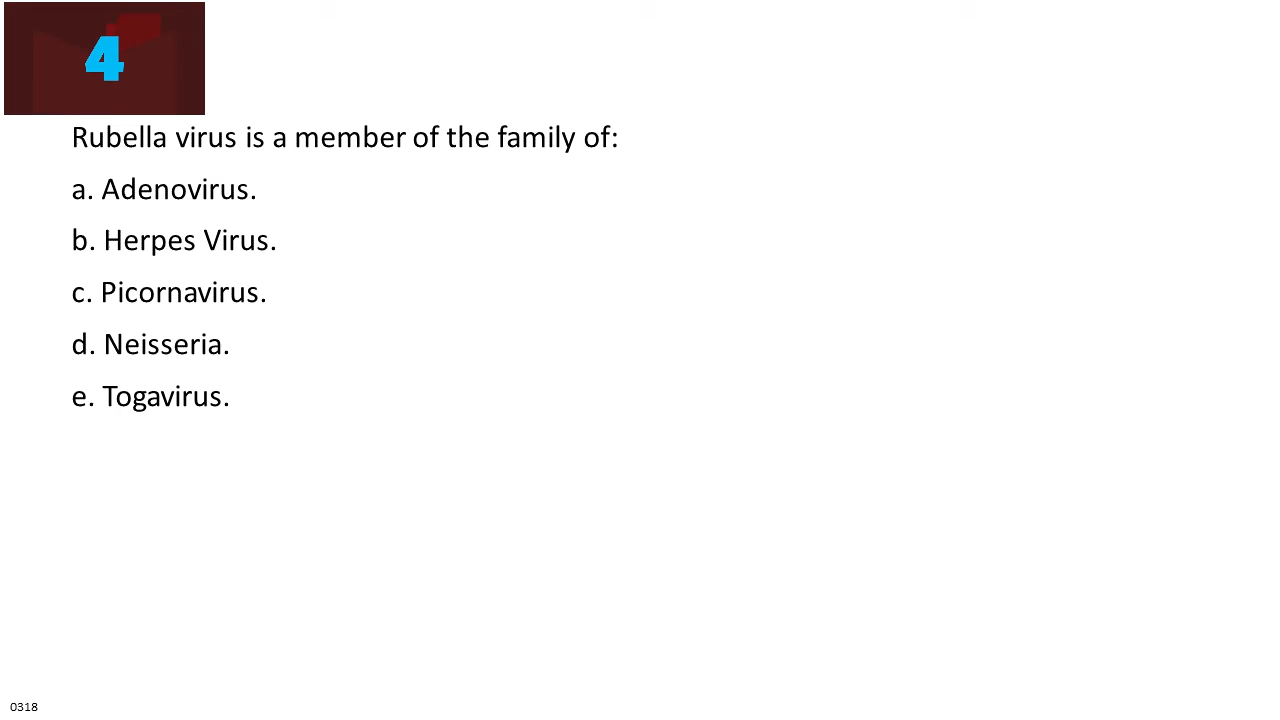 4
Rubella virus is a member of the family of:
a. Adenovirus.
b. Herpes Virus.
c. Picornavirus.
d. Neisseria.
e. Togavirus.
0318